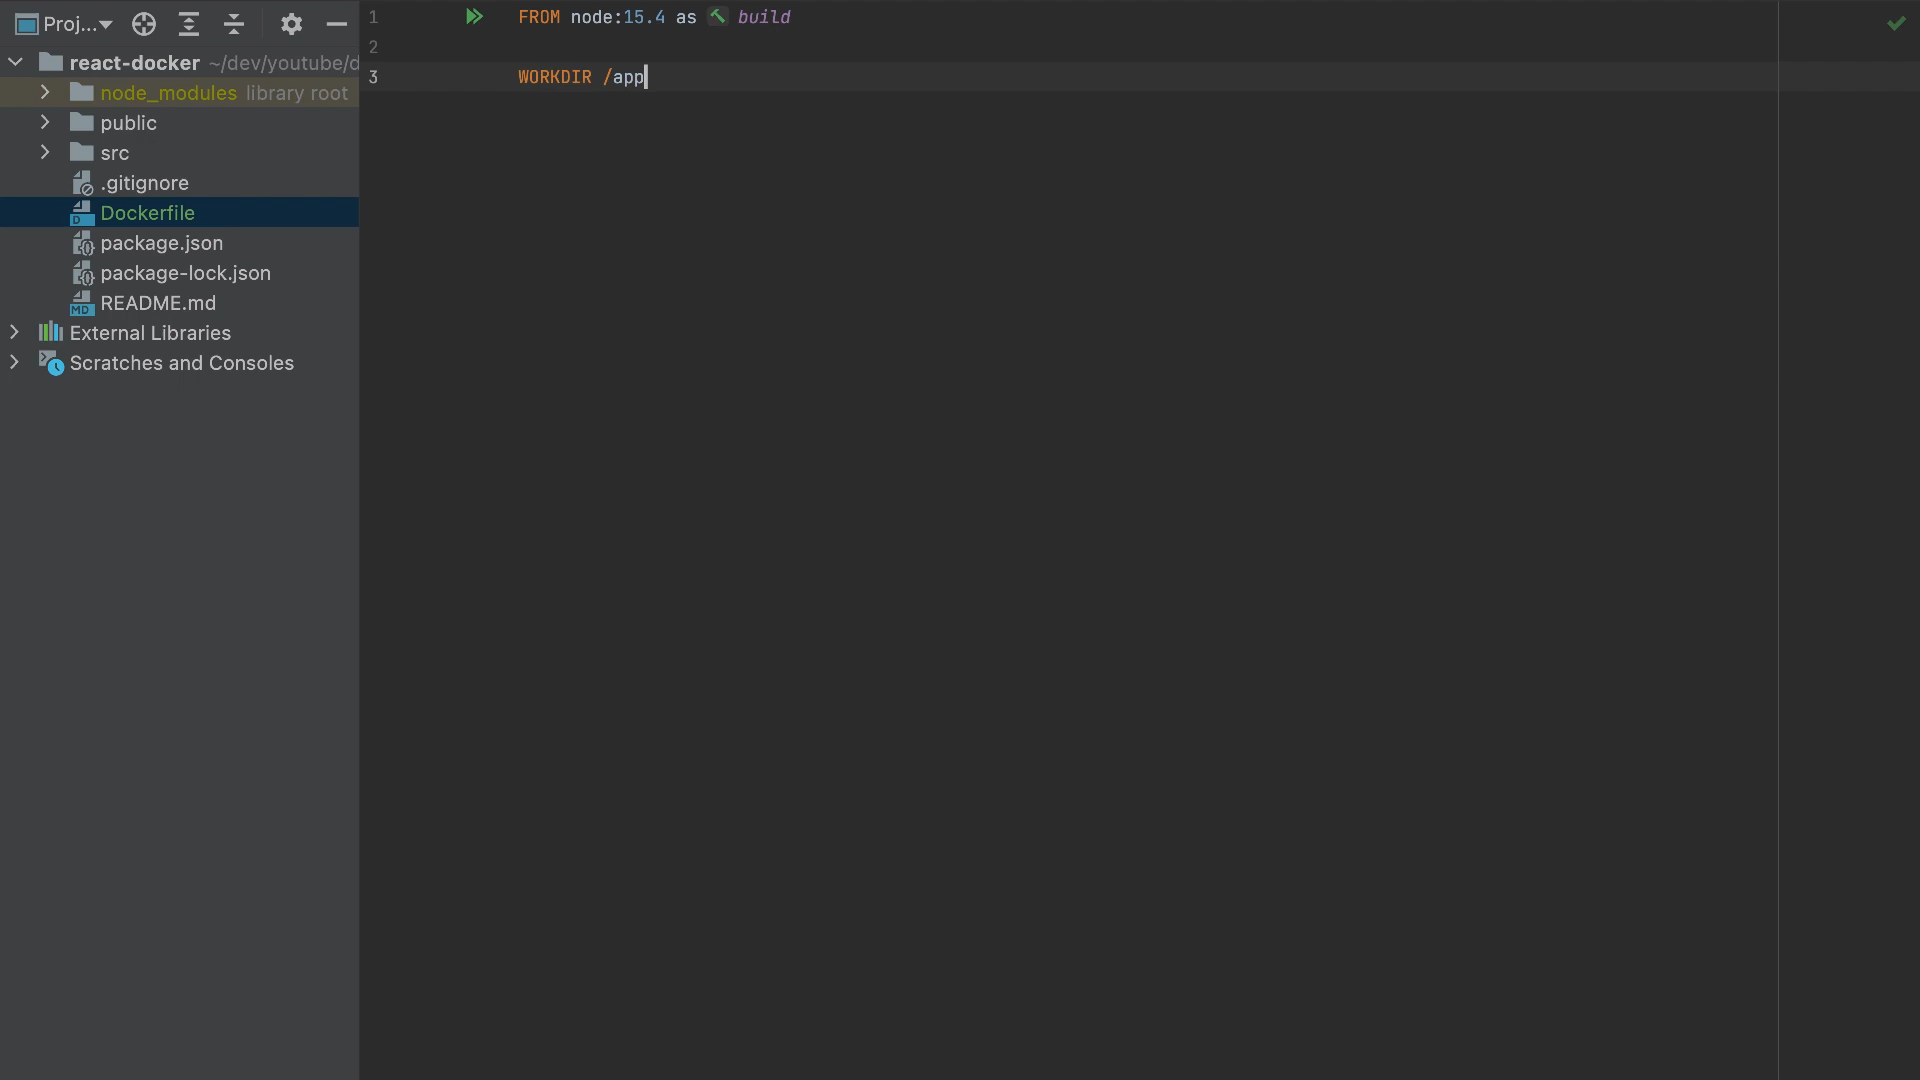 Proj...
react-docker ~/dev/youtube/d
node_modules library root
public
src
.gitignore
Dockerfile
package.json
package-lock.json
README.md
External Libraries
Scratches and Consoles
1 FROM node:15.4 as build
2
3 WORKDIR /app